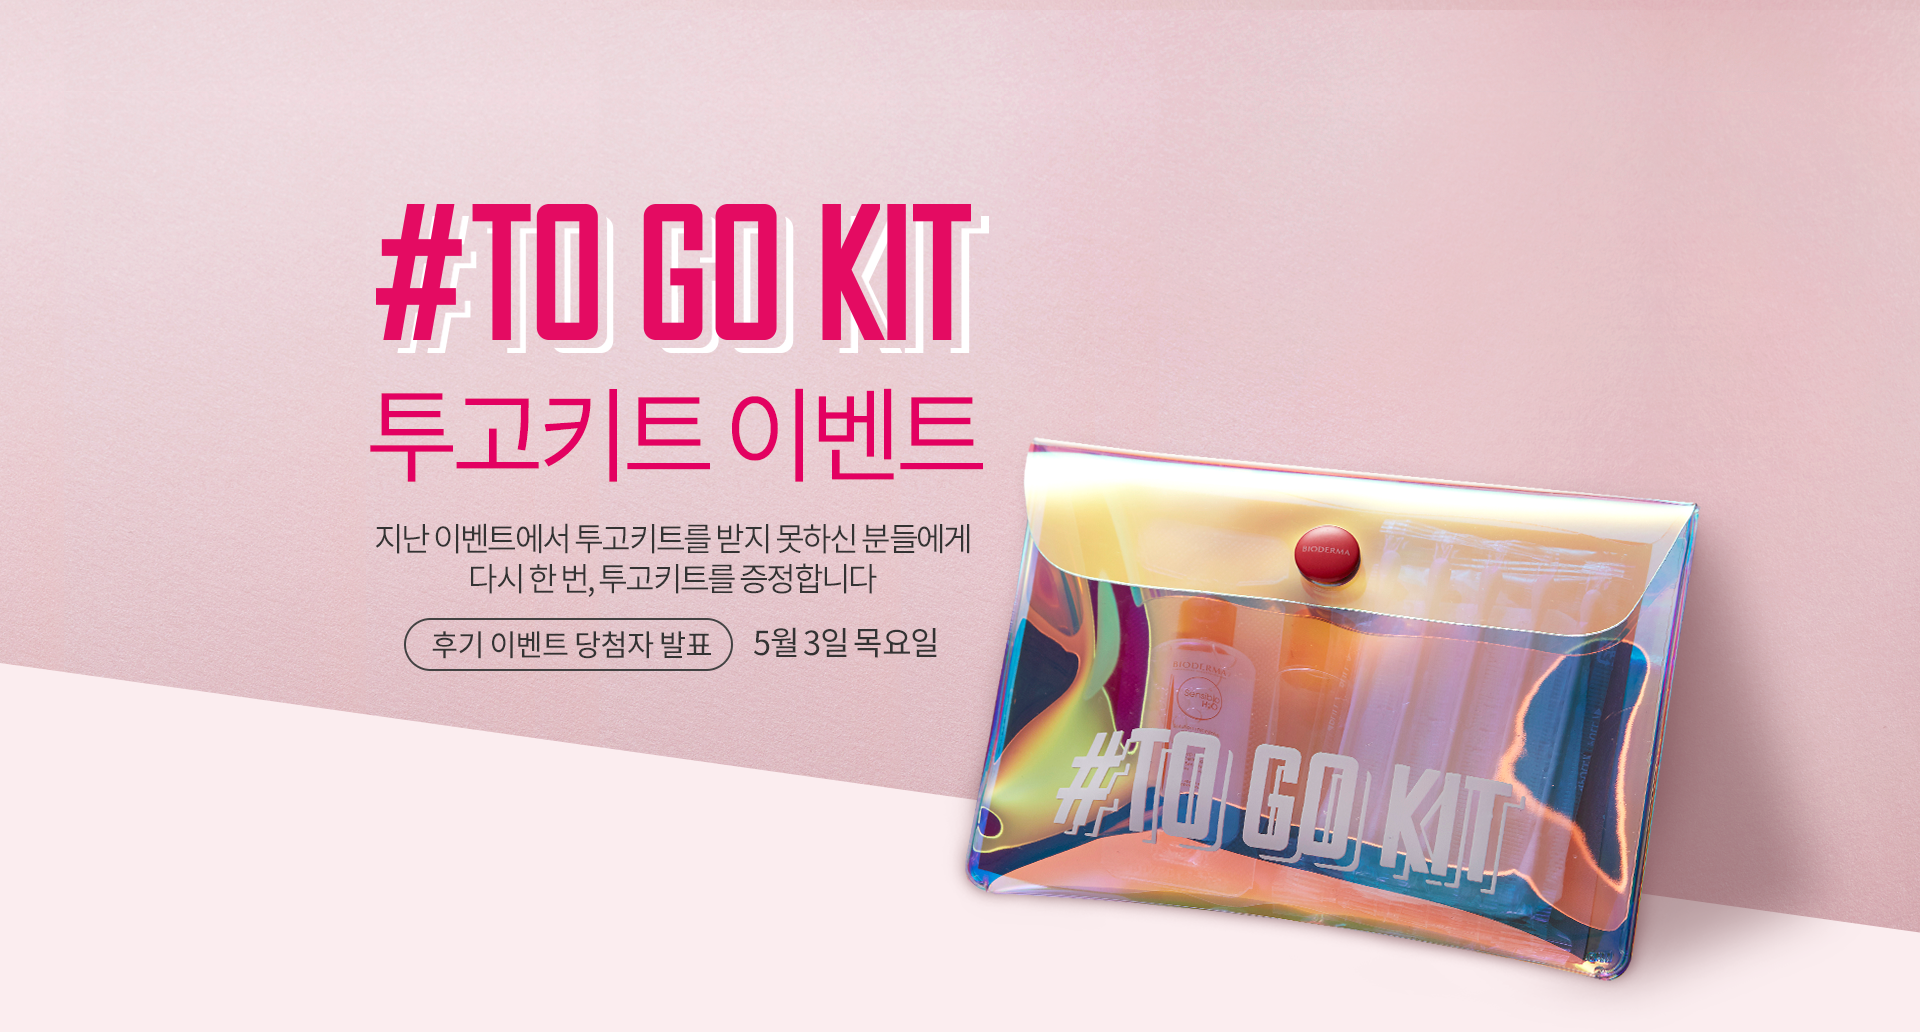 #TO GO KIT
투고키트 이벤트
지난 이벤트에서 투고키트를 받지 못하신 분들에게
다시 한 번, 투고키트를 증정합니다
후기 이벤트 당첨자 발표 5월 3일 목요일
BIODERMA
BIODERMA
Sensibio
H₂O
#TO GO KIT